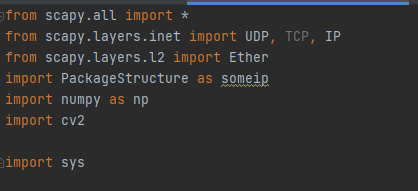 from scapy.all import *
from scapy.layers.inet import UDP, TCP, IP
from scapy.layers.l2 import Ether
import PackageStructure as someip
import numpy as np
import cv2
import sys